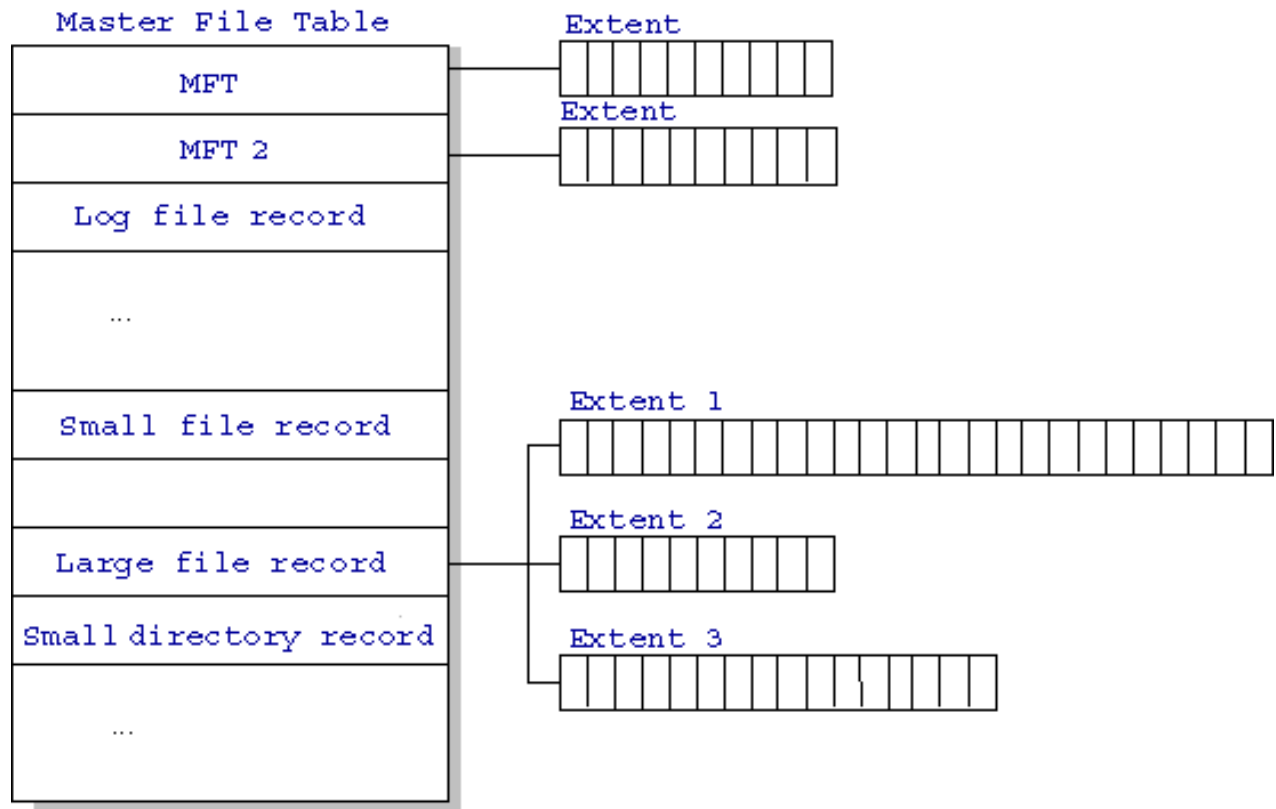 Master File Table
MFT
MFT 2
Log file record
...
Small file record
Large file record
Small directory record
...
Extent
Extent
Extent 1
Extent 2
Extent 3